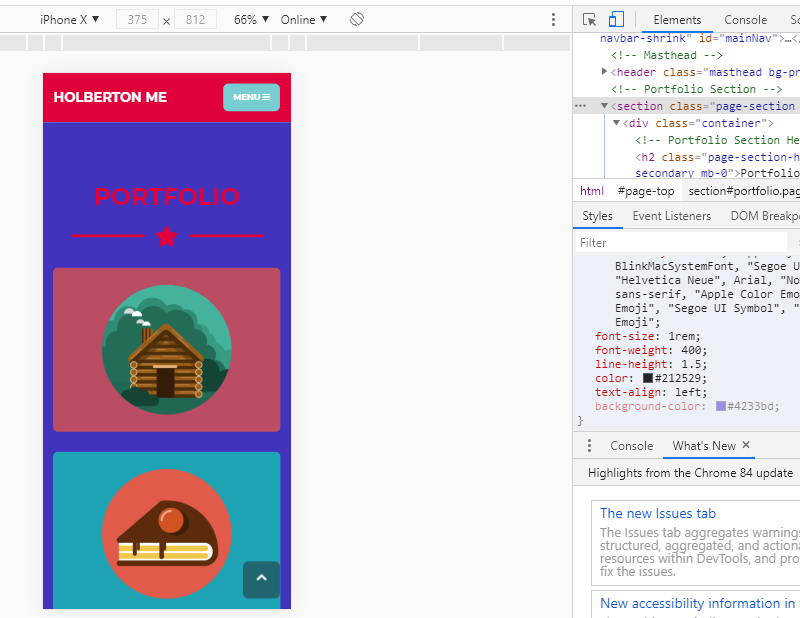 iPhone X ▼ 375 × 812 66% ▼ Online ▼
Elements Console
HOLBERTON ME MENU
PORTFOLIO
navbar-shrink" id="mainNav">…</
<!-- Masthead -->
<header class="masthead bg-pr
<!-- Portfolio Section -->
<section class="page-section
<div class="container">
<!-- Portfolio Section He
<h2 class="page-section-h
secondary mb-0">Portfolio
html #page-top section#portfolio.pag
Styles Event Listeners DOM Breakpo
Filter
BlinkMacSystemFont, "Segoe U
"Helvetica Neue", Arial, "No
sans-serif, "Apple Color Emo
Emoji", "Segoe UI Symbol", "
Emoji";
font-size: 1rem;
font-weight: 400;
line-height: 1.5;
color: #212529;
text-align: left;
background-color: #4233bd;
}
Console What's New ×
Highlights from the Chrome 84 update
The new Issues tab
The Issues tab aggregates warnings
structured, aggregated, and actiona
resources within DevTools, and pro
fix the issues.
New accessibility information in